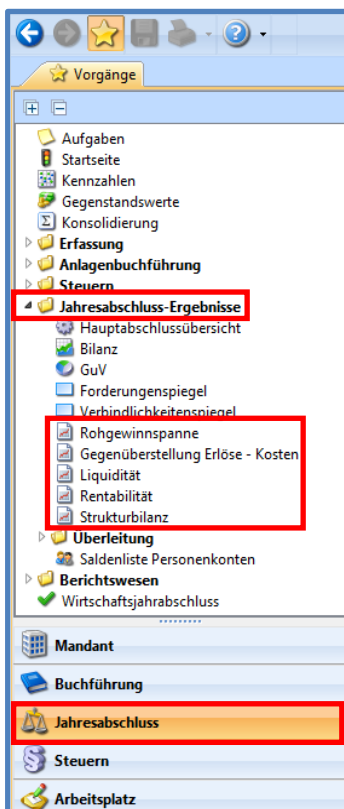 Vorgänge
Aufgaben
Startseite
Kennzahlen
Gegenstandswerte
Konsolidierung
Erfassung
Anlagenbuchführung
Steuern
Jahresabschluss-Ergebnisse
Hauptabschlussübersicht
Bilanz
GuV
Forderungenspiegel
Verbindlichkeitenspiegel
Rohgewinnspanne
Gegenüberstellung Erlöse - Kosten
Liquidität
Rentabilität
Strukturbilanz
Überleitung
Saldenliste Personenkonten
Berichtswesen
Wirtschaftsjahrabschluss
Mandant
Buchführung
Jahresabschluss
Steuern
Arbeitsplatz